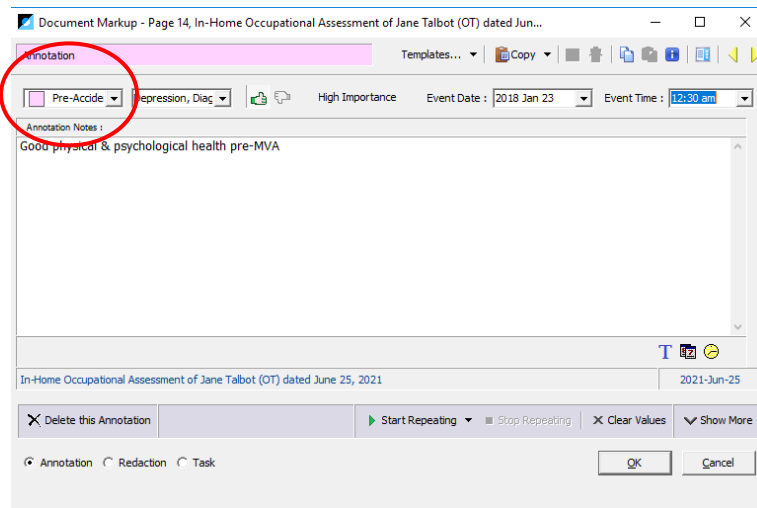 Document Markup - Page 14, In-Home Occupational Assessment of Jane Talbot (OT) dated Jun...
Annotation Templates... Copy
Pre-Accide Depression, Diag High Importance Event Date : 2018 Jan 23 Event Time : 12:30 am
Annotation Notes :
Good physical & psychological health pre-MVA
In-Home Occupational Assessment of Jane Talbot (OT) dated June 25, 2021 2021-Jun-25
Delete this Annotation Start Repeating Stop Repeating Clear Values Show More
Annotation Redaction Task OK Cancel